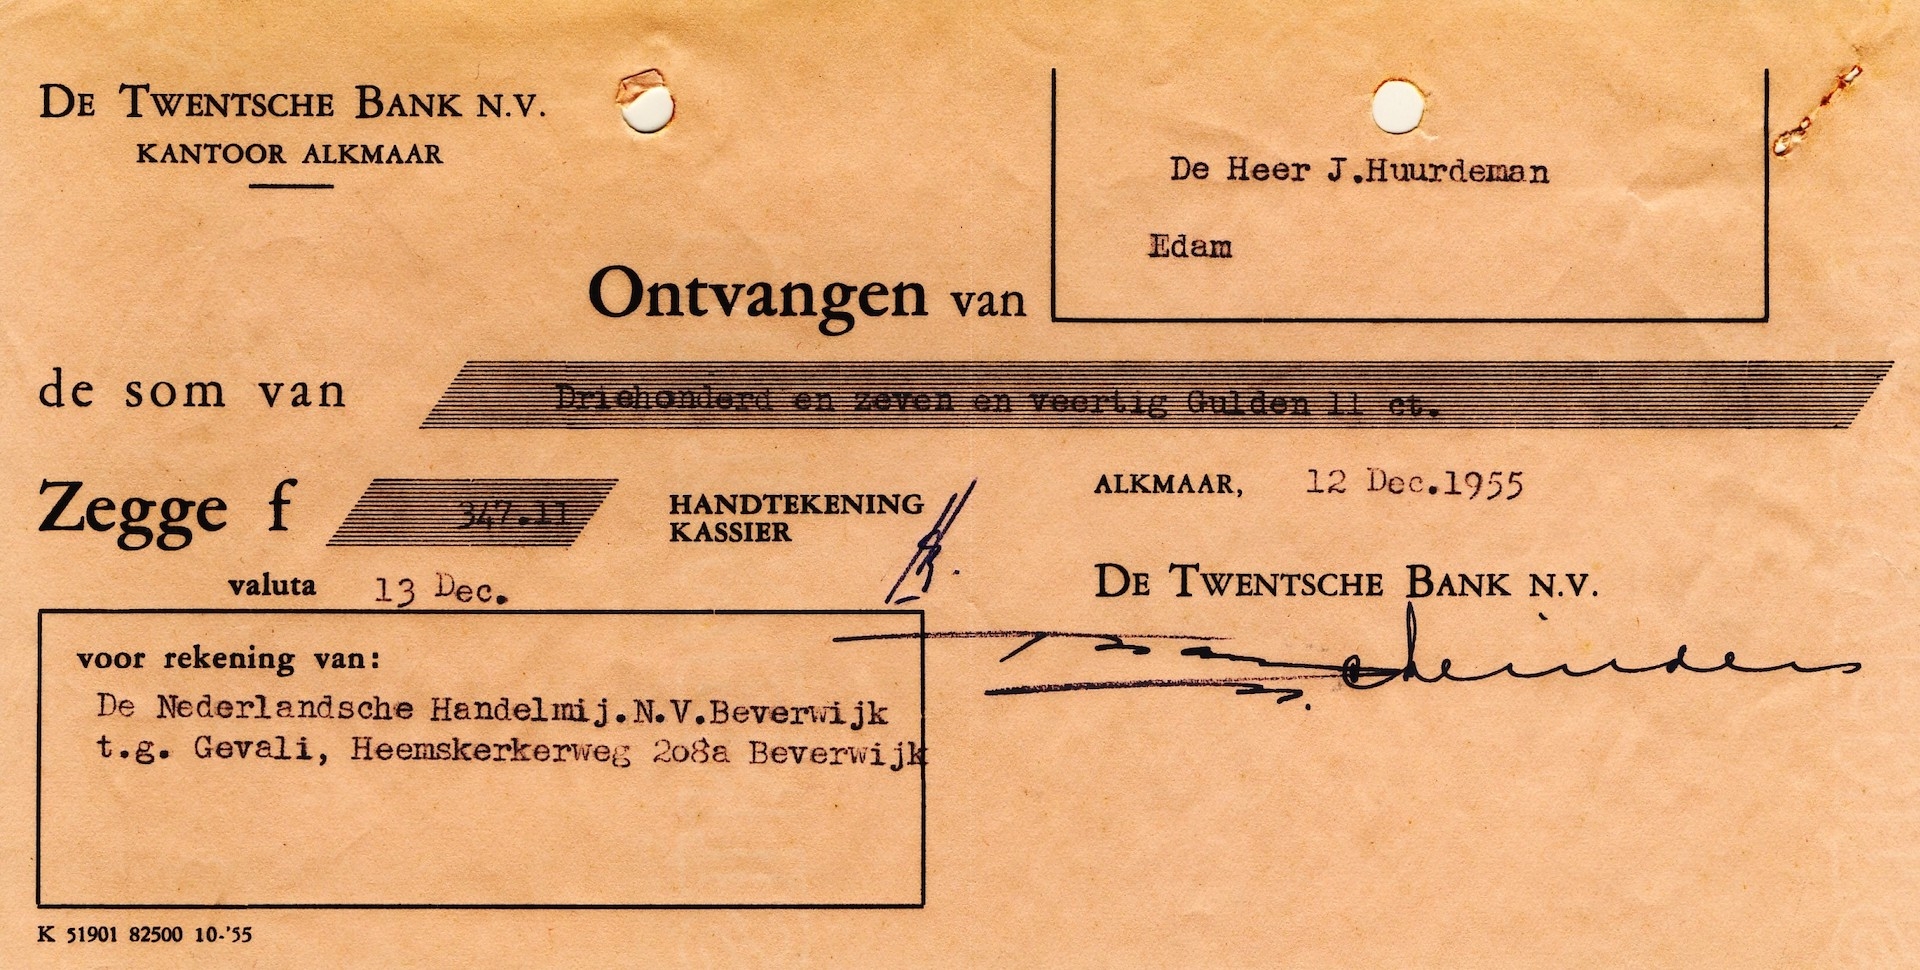 DE TWENTSCHE BANK N.V.
KANTOOR ALKMAAR
De Heer J.Huurdeman
Edam
Ontvangen van
de som van Driehonderd en zeven en veertig Gulden 11 ct.
Zegge f 347.11
HANDTEKENING
KASSIER
ALKMAAR, 12 Dec.1955
valuta 13 Dec.
DE TWENTSCHE BANK N.V.
voor rekening van:
De Nederlandsche Handelmij.N.V.Beverwijk
t.g. Gevali, Heemskerkerweg 208a Beverwijk
K 51901 82500 10-'55